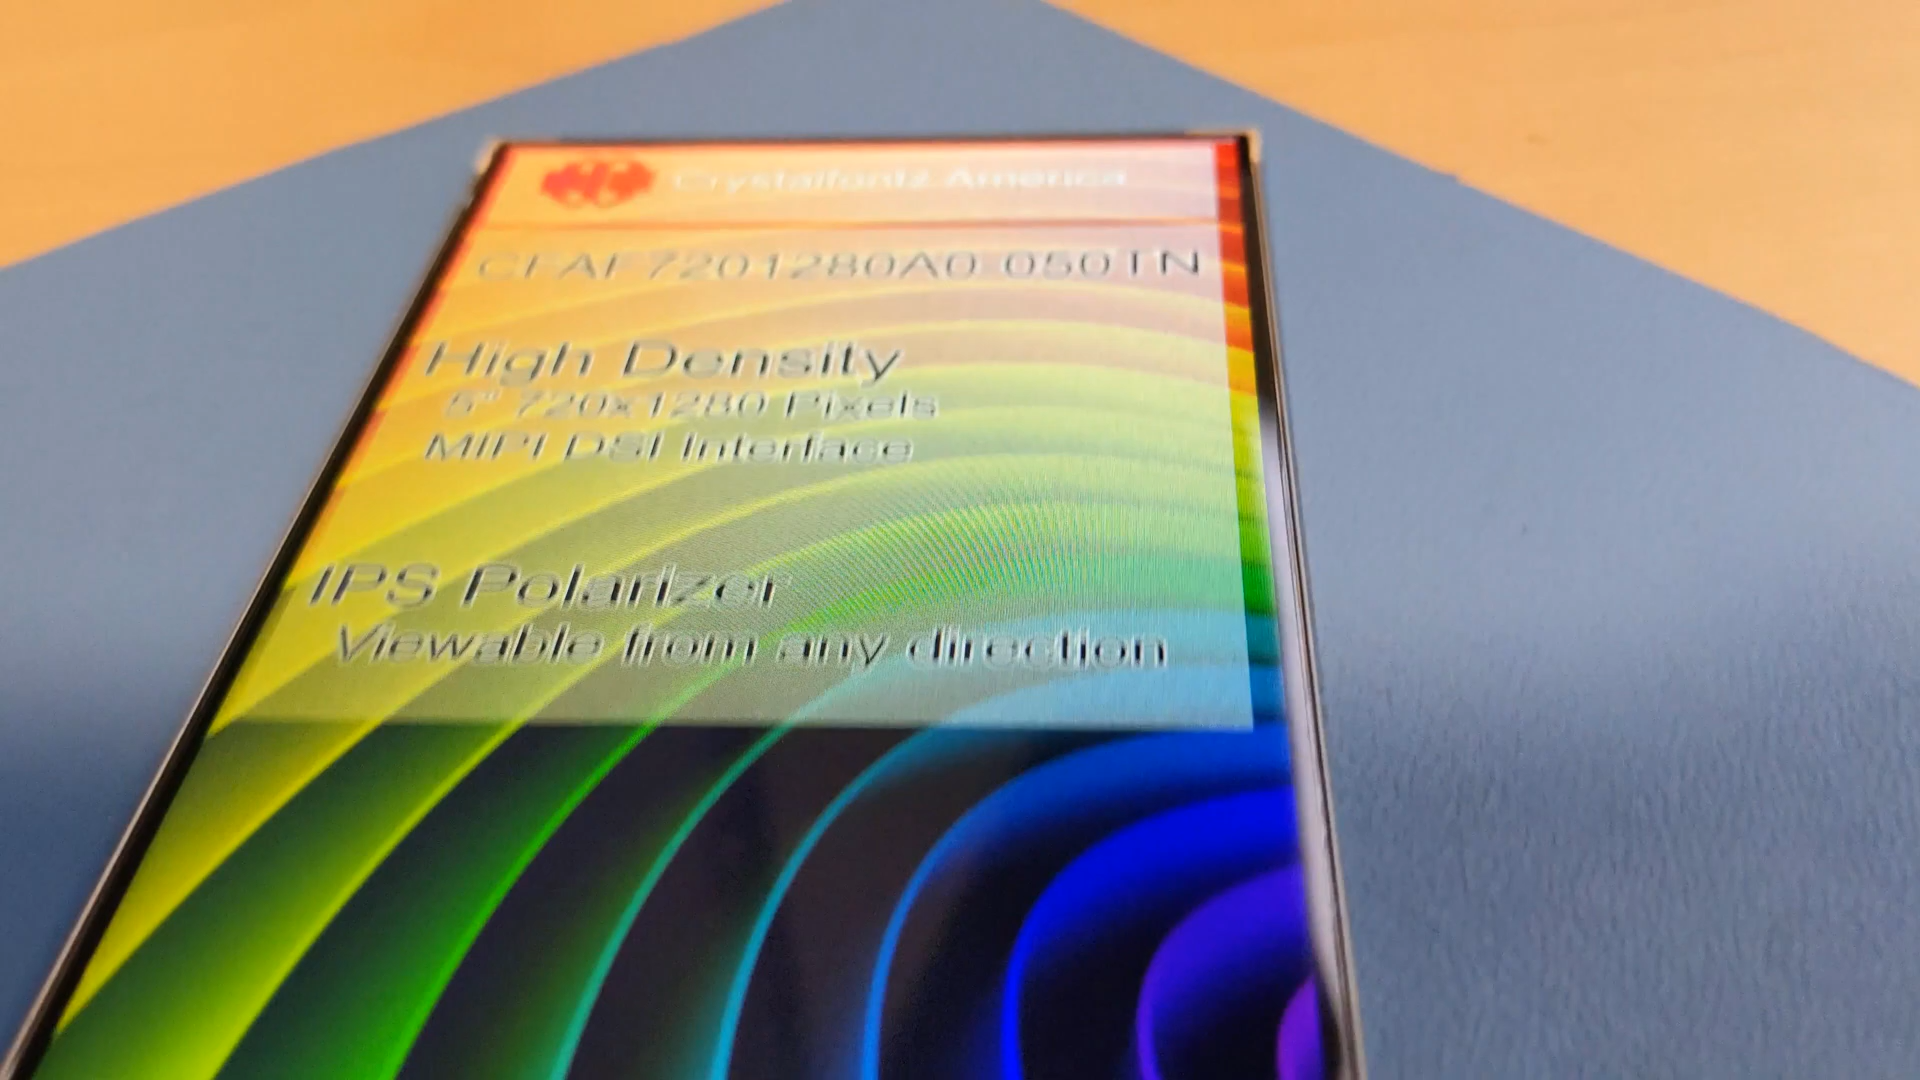 Crystalfontz America
CFAF7201280A0-050TN
High Density
5" 720x1280 Pixels
MIPI DSI Interface
IPS Polarizer
Viewable from any direction